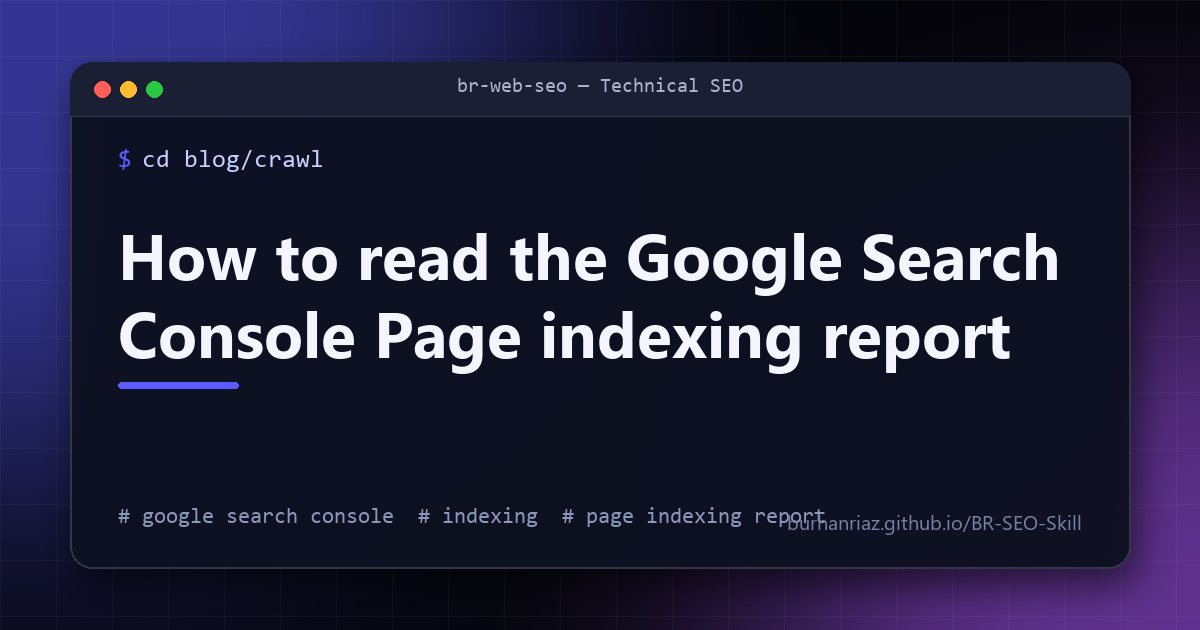 br-web-seo — Technical SEO
$ cd blog/crawl
How to read the Google Search
Console Page indexing report
# google search console # indexing # page indexing report
burhanriaz.github.io/BR-SEO-Skill